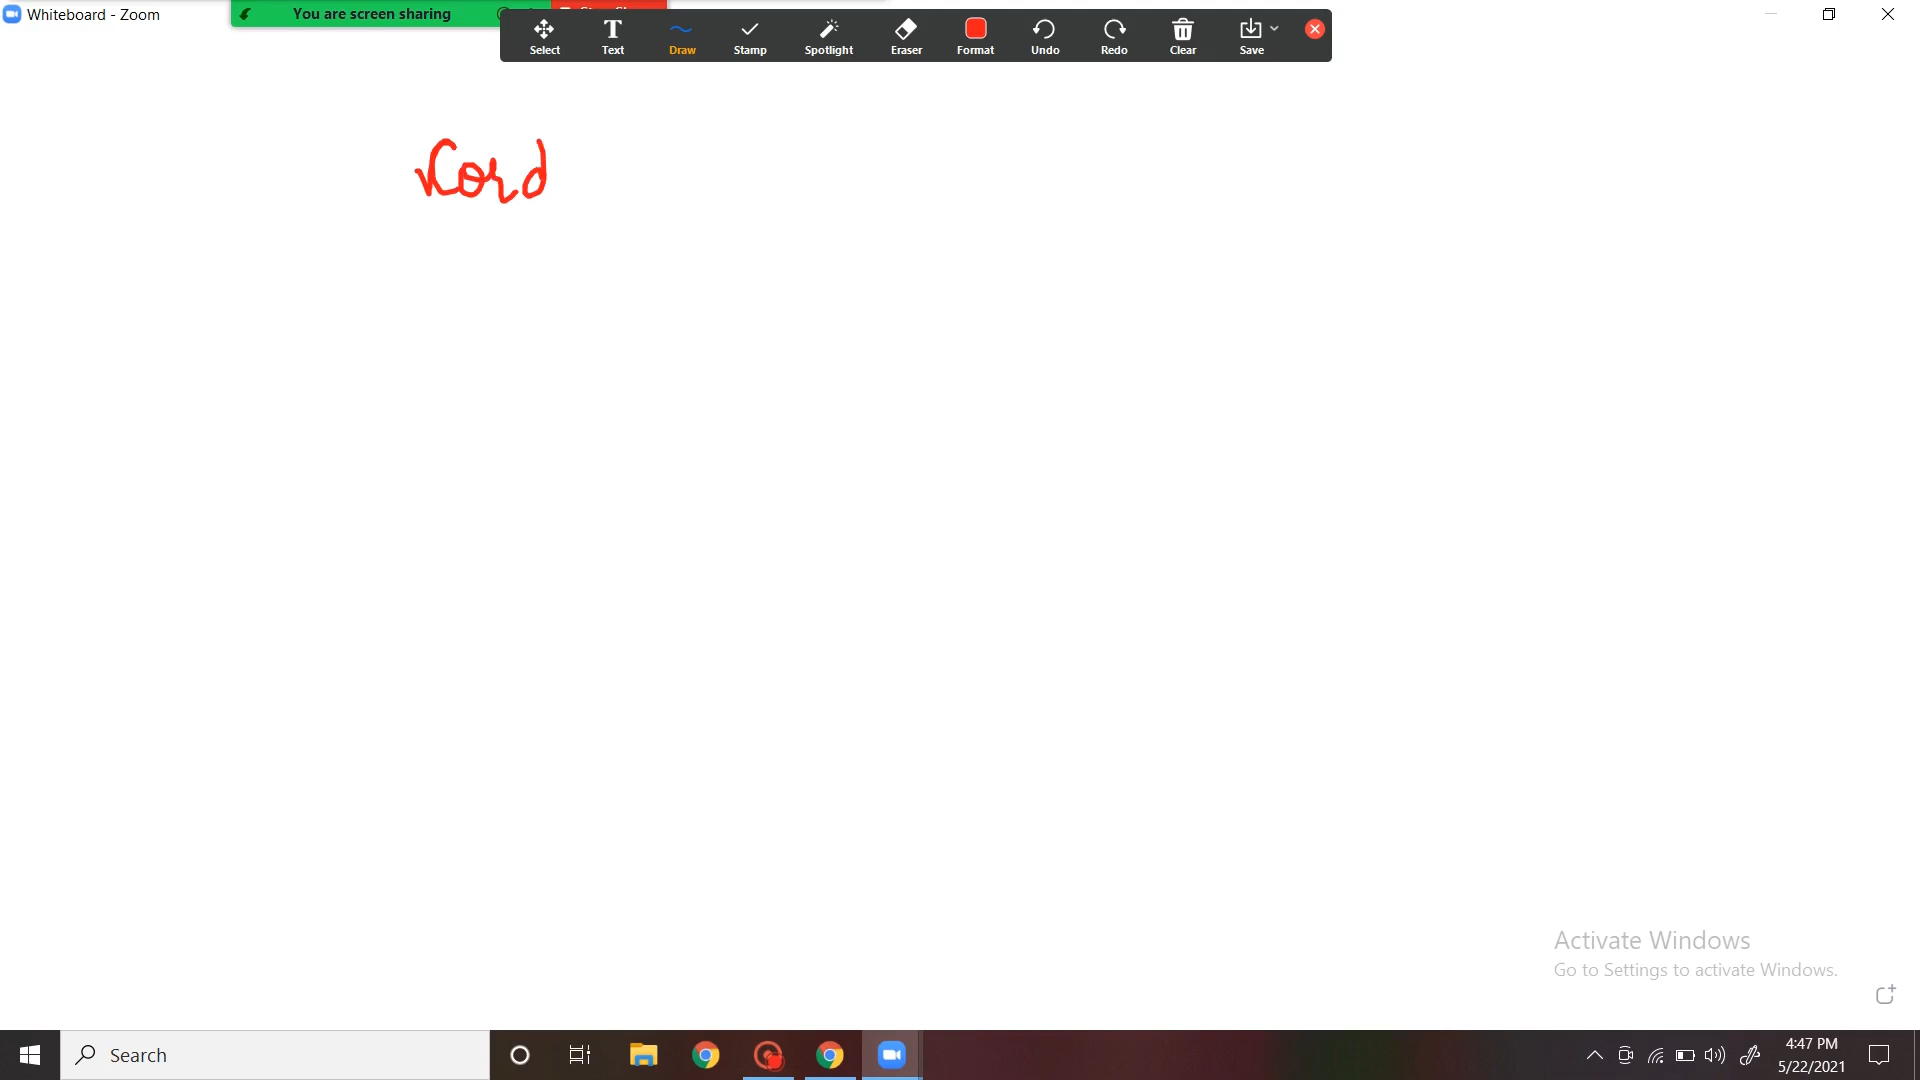 Whiteboard - Zoom
You are screen sharing
Select
Text
Draw
Stamp
Spotlight
Eraser
Format
Undo
Redo
Clear
Save
Cord
Activate Windows
Go to Settings to activate Windows.
Search
4:47 PM
5/22/2021